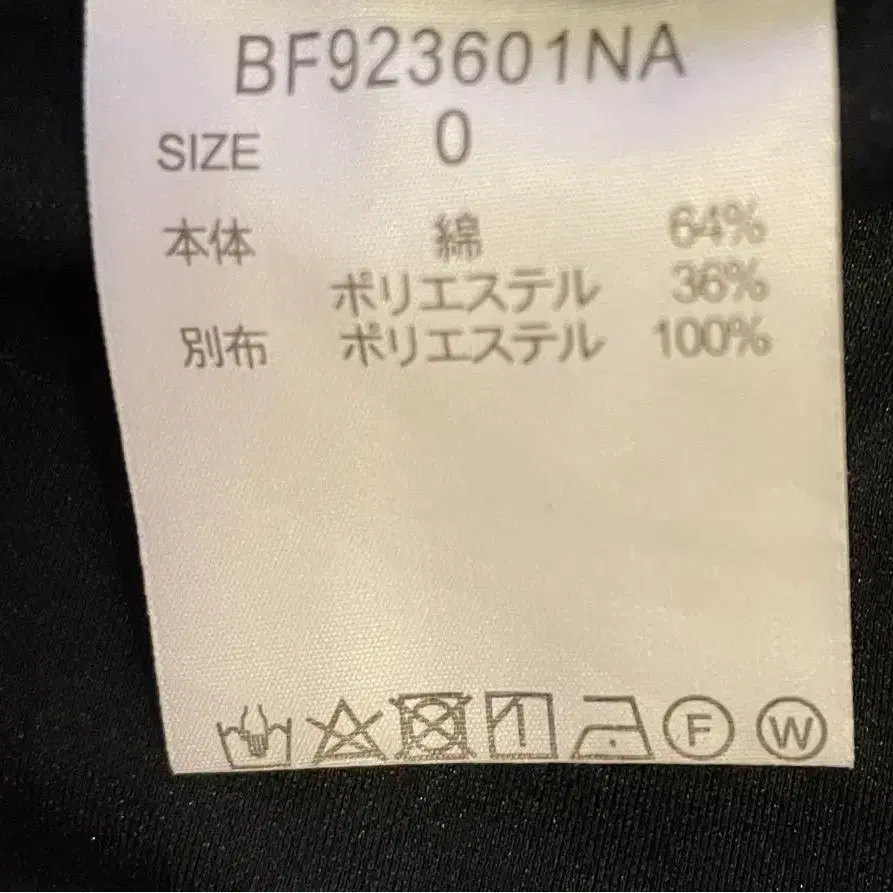 BF923601NA
SIZE 0
本体 綿 64%
ポリエステル 36%
別布 ポリエステル 100%
F W